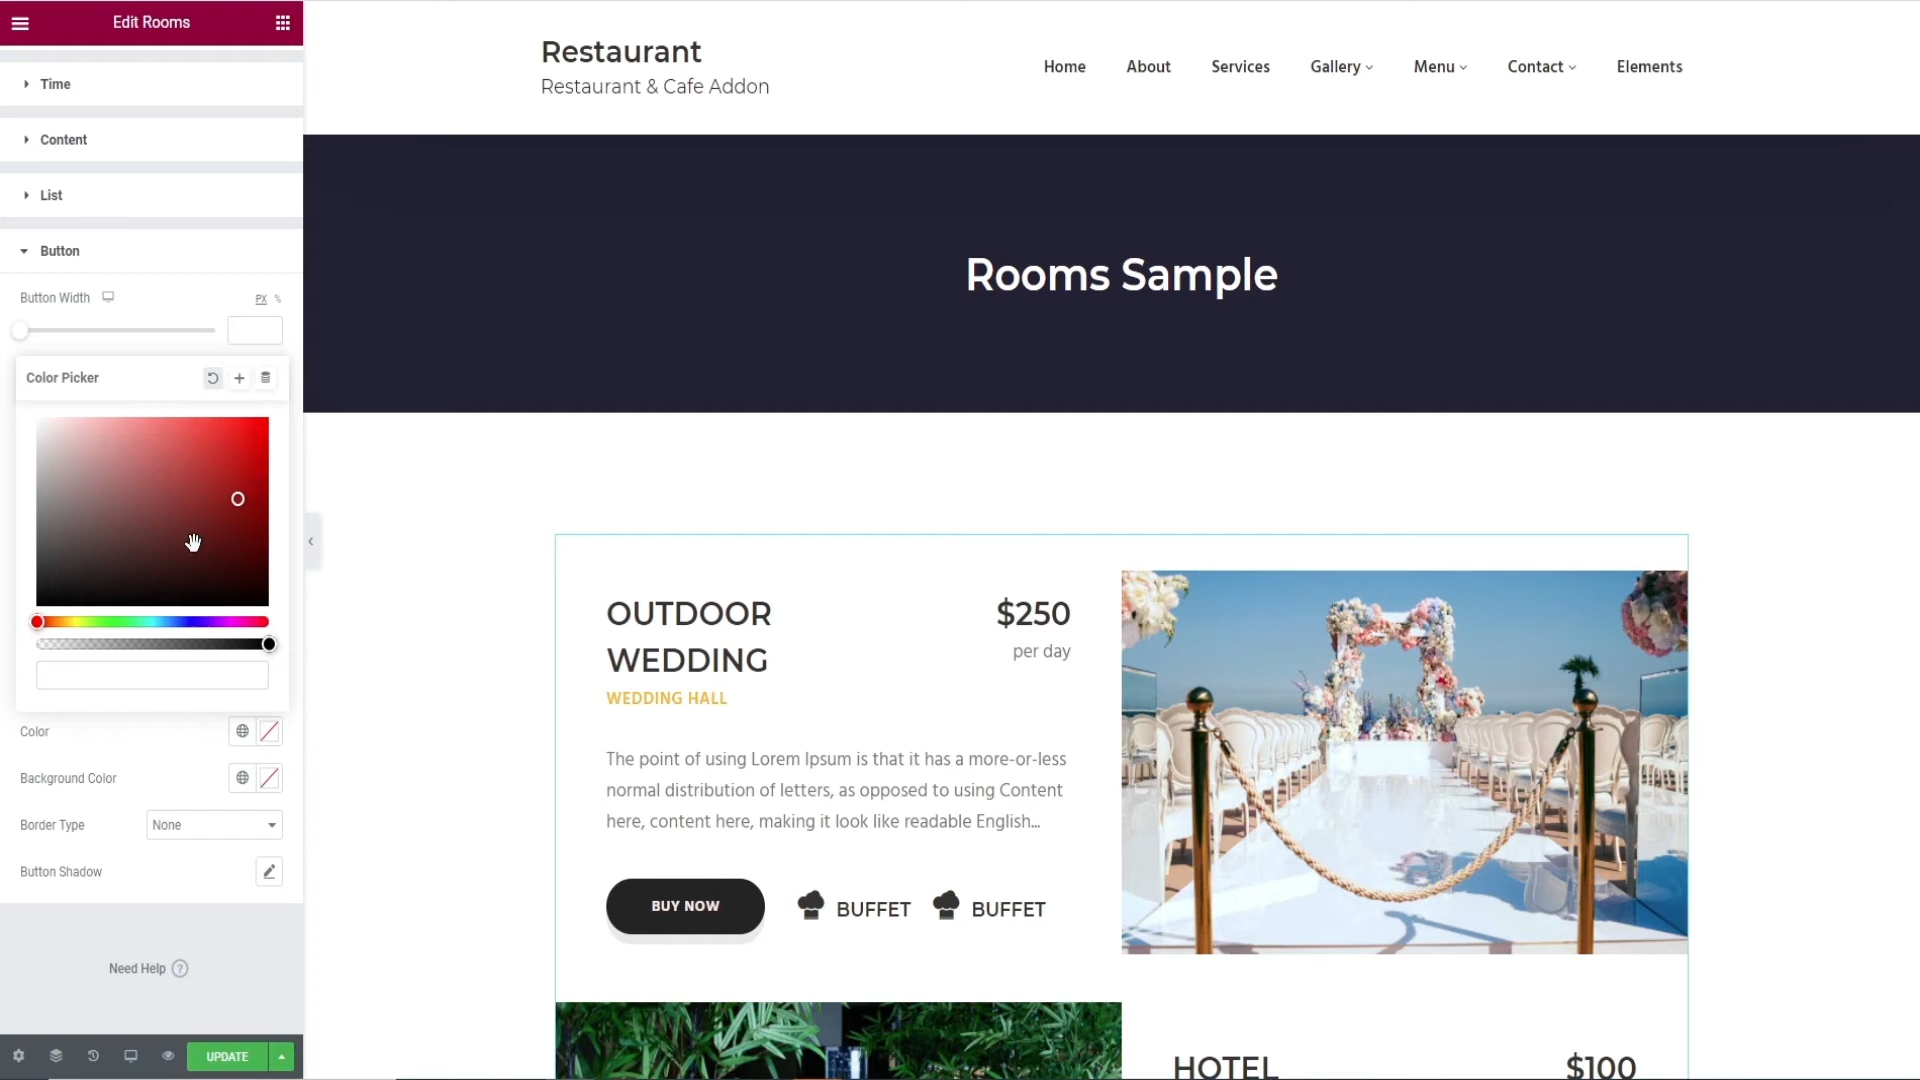 Edit Rooms
Time
Content
List
Button
Button Width
PX %
Color Picker
Color
Background Color
Border Type
None
Button Shadow
Need Help ?
UPDATE
Restaurant
Restaurant & Cafe Addon
Home About Services Gallery Menu Contact Elements
Rooms Sample
OUTDOOR
WEDDING
WEDDING HALL
$250
per day
The point of using Lorem Ipsum is that it has a more-or-less
normal distribution of letters, as opposed to using Content
here, content here, making it look like readable English...
BUY NOW
BUFFET BUFFET
HOTEL $100